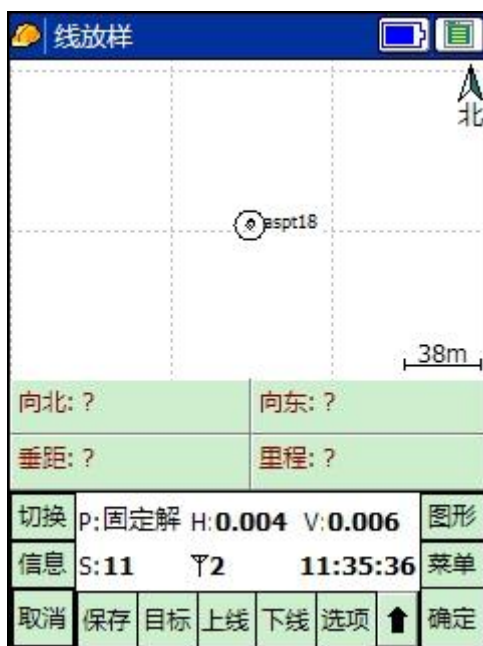 线放样
北
aspt18
38m
向北: ? 向东: ?
垂距: ? 里程: ?
切换 P:固定解 H:0.004 V:0.006 图形
信息 S:11 2 11:35:36 菜单
取消 保存 目标 上线 下线 选项 确定